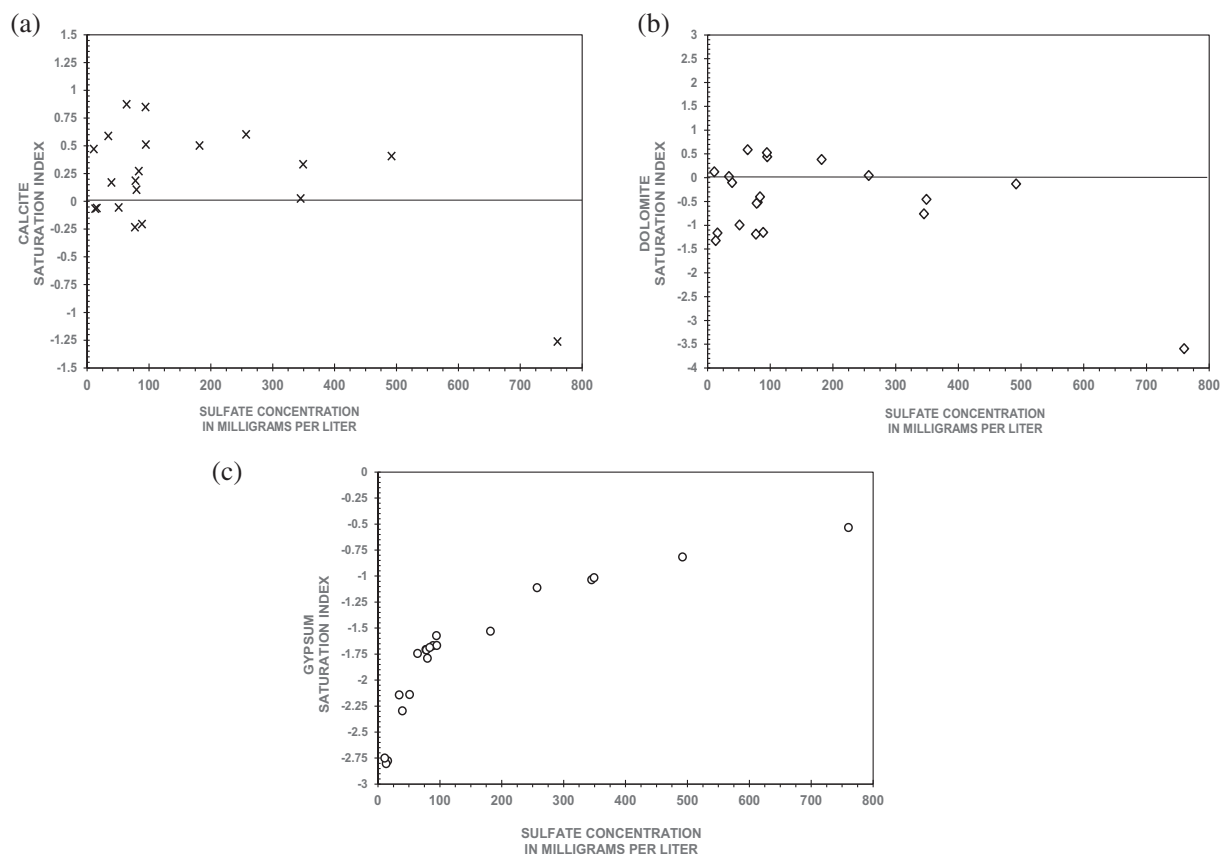 (a)
CALCITE
SATURATION INDEX
1.5
1.25
1
0.75
0.5
0.25
0
-0.25
-0.5
-0.75
-1
-1.25
-1.5
0 100 200 300 400 500 600 700 800
SULFATE CONCENTRATION
IN MILLIGRAMS PER LITER
(b)
DOLOMITE
SATURATION INDEX
3
2.5
2
1.5
1
0.5
0
-0.5
-1
-1.5
-2
-2.5
-3
-3.5
-4
0 100 200 300 400 500 600 700 800
SULFATE CONCENTRATION
IN MILLIGRAMS PER LITER
(c)
GYPSUM
SATURATION INDEX
0
-0.25
-0.5
-0.75
-1
-1.25
-1.5
-1.75
-2
-2.25
-2.5
-2.75
-3
0 100 200 300 400 500 600 700 800
SULFATE CONCENTRATION
IN MILLIGRAMS PER LITER